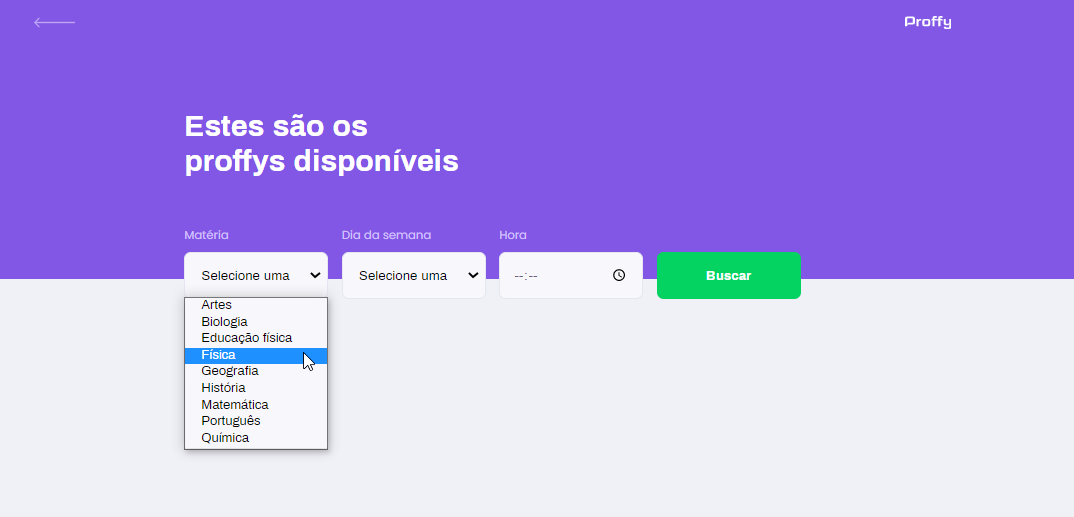 Proffy
Estes são os
proffys disponíveis
Matéria
Dia da semana
Hora
Selecione uma
Selecione uma
--:--
Buscar
Artes
Biologia
Educação física
Física
Geografia
História
Matemática
Português
Química